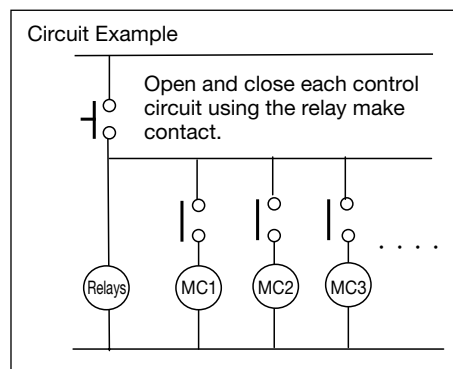 Circuit Example
Open and close each control
circuit using the relay make
contact.
Relays
MC1
MC2
MC3
. . . .